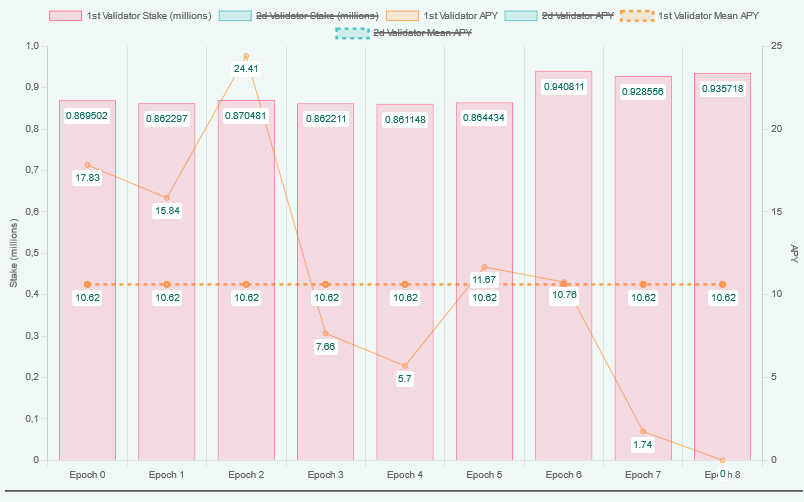 1st Validator Stake (millions) 2d Validator Stake (millions) 1st Validator APY 2d Validator APY 1st Validator Mean APY
2d Validator Mean APY
1,0 25
0,9
0.869502 0.862297 0.870481 0.862211 0.861148 0.864434 0.940811 0.928556 0.935718
24.41
0,8 20
0,7
17.83
15.84
0,6 15
0,5
11.67
0,4 10
10.62 10.62 10.62 10.62 10.62 10.62 10.76 10.62 10.62
0,3
7.66
5.7
0,2 5
0,1
1.74
0 0
0
Epoch 0 Epoch 1 Epoch 2 Epoch 3 Epoch 4 Epoch 5 Epoch 6 Epoch 7 Epoch 8
Stake (millions)
APY